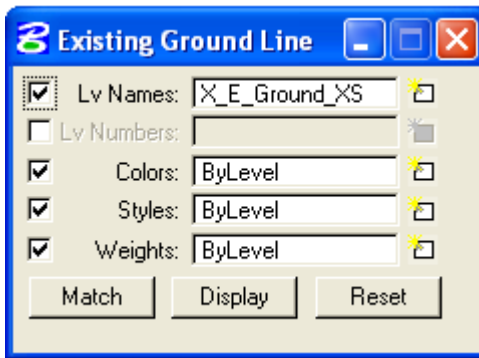 Existing Ground Line
Lv Names: X_E_Ground_XS
Lv Numbers:
Colors: ByLevel
Styles: ByLevel
Weights: ByLevel
Match Display Reset